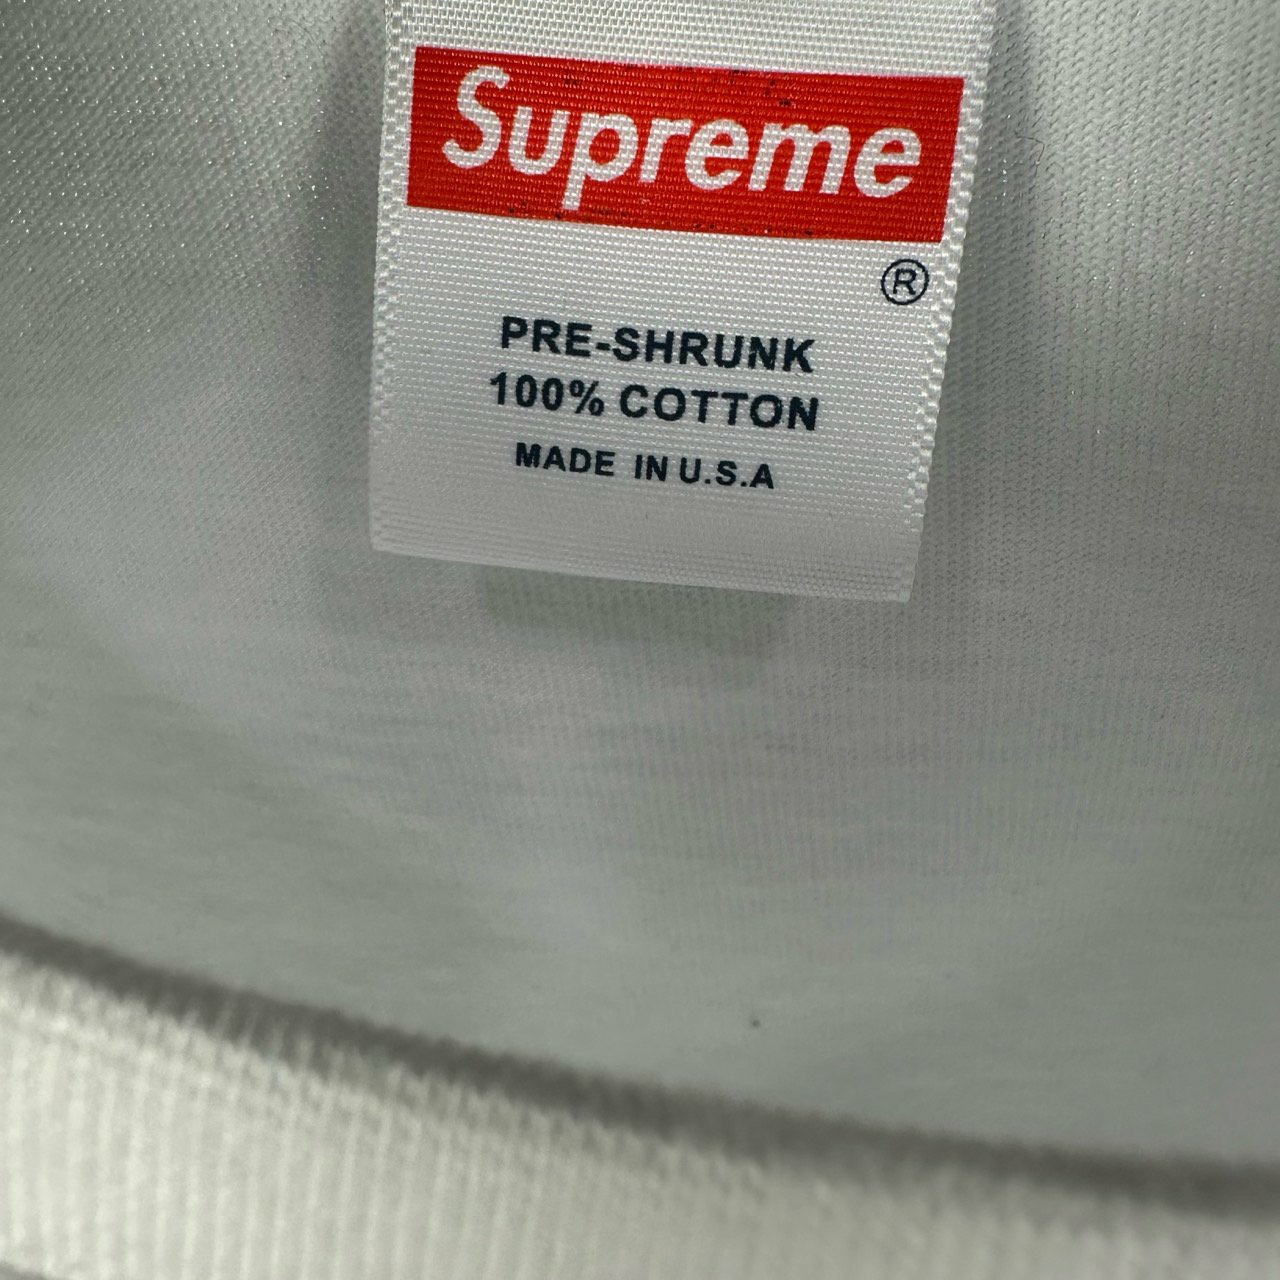 Supreme
®
PRE-SHRUNK
100% COTTON
MADE IN U.S.A